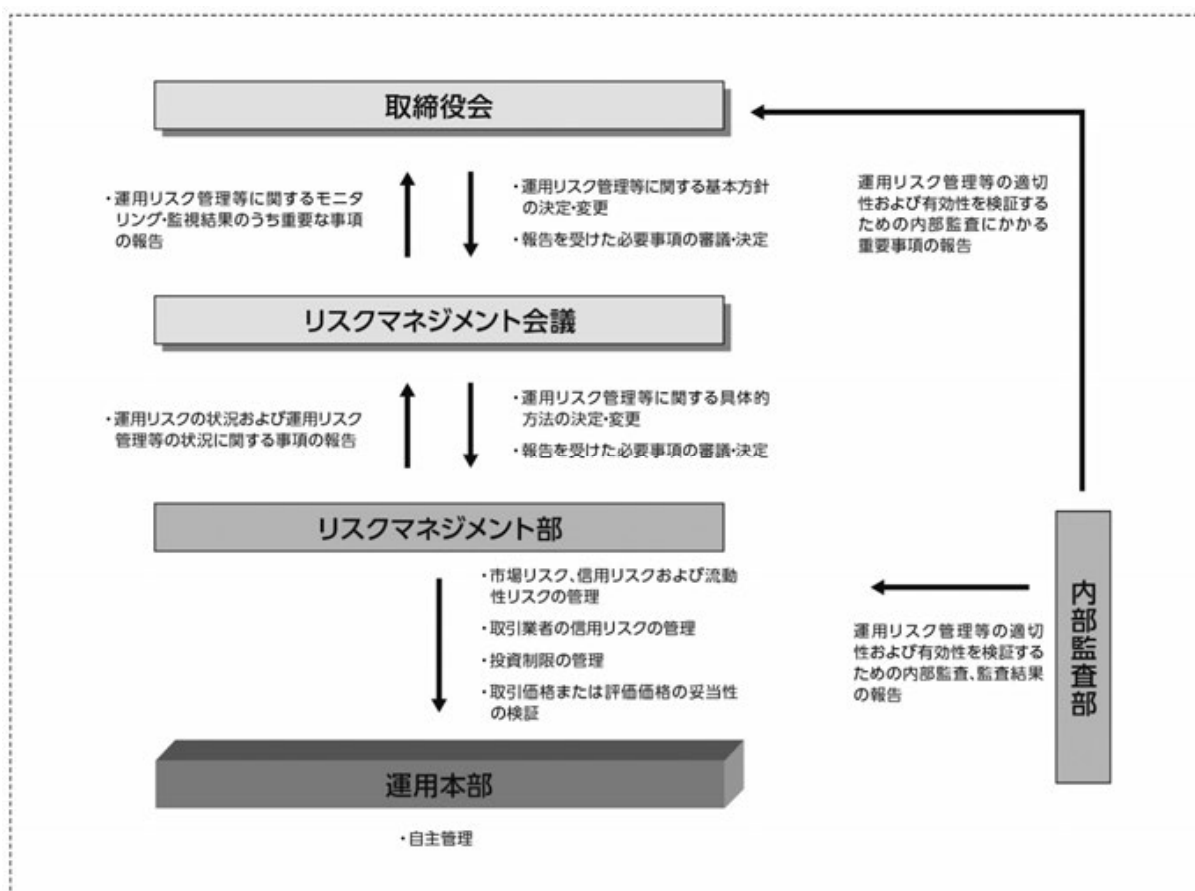 取締役会
・運用リスク管理等に関するモニタ
リング・監視結果のうち重要な事項
の報告
・運用リスク管理等に関する基本方針
の決定・変更
・報告を受けた必要事項の審議・決定
運用リスク管理等の適切
性および有効性を検証する
ための内部監査にかかる
重要事項の報告
リスクマネジメント会議
・運用リスクの状況および運用リスク
管理等の状況に関する事項の報告
・運用リスク管理等に関する具体的
方法の決定・変更
・報告を受けた必要事項の審議・決定
リスクマネジメント部
・市場リスク、信用リスクおよび流動
性リスクの管理
・取引業者の信用リスクの管理
・投資制限の管理
・取引価格または評価価格の妥当性
の検証
運用リスク管理等の適切
性および有効性を検証する
ための内部監査、監査結果
の報告
内部監査部
運用本部
・自主管理